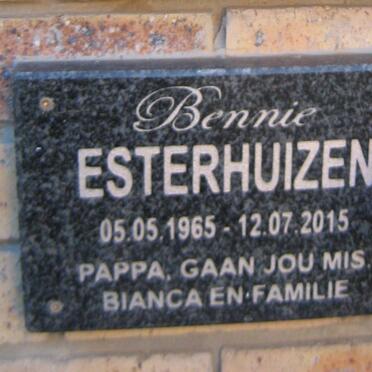 Bennie
ESTERHUIZEN
05.05.1965 - 12.07.2015
PAPPA, GAAN JOU MIS.
BIANCA EN FAMILIE